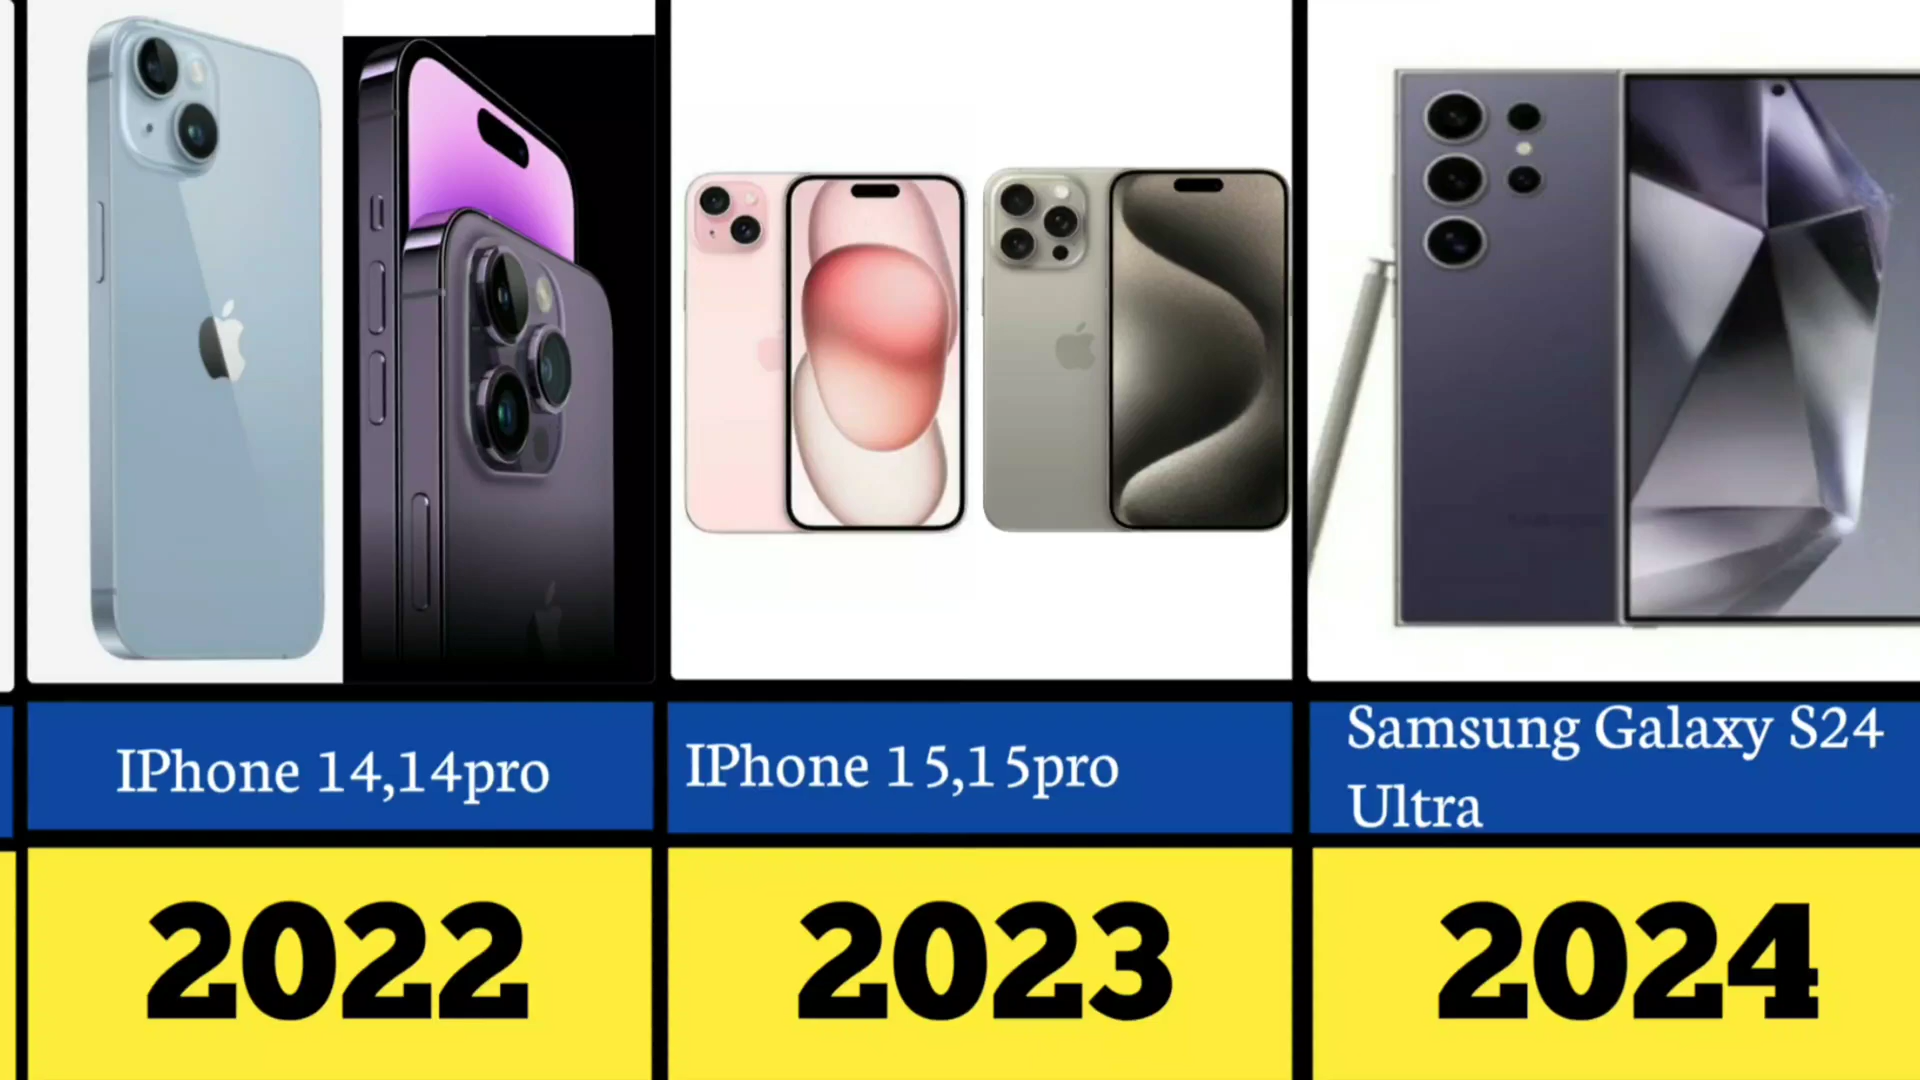 IPhone 14,14pro
IPhone 15,15pro
Samsung Galaxy S24
Ultra
2022
2023
2024